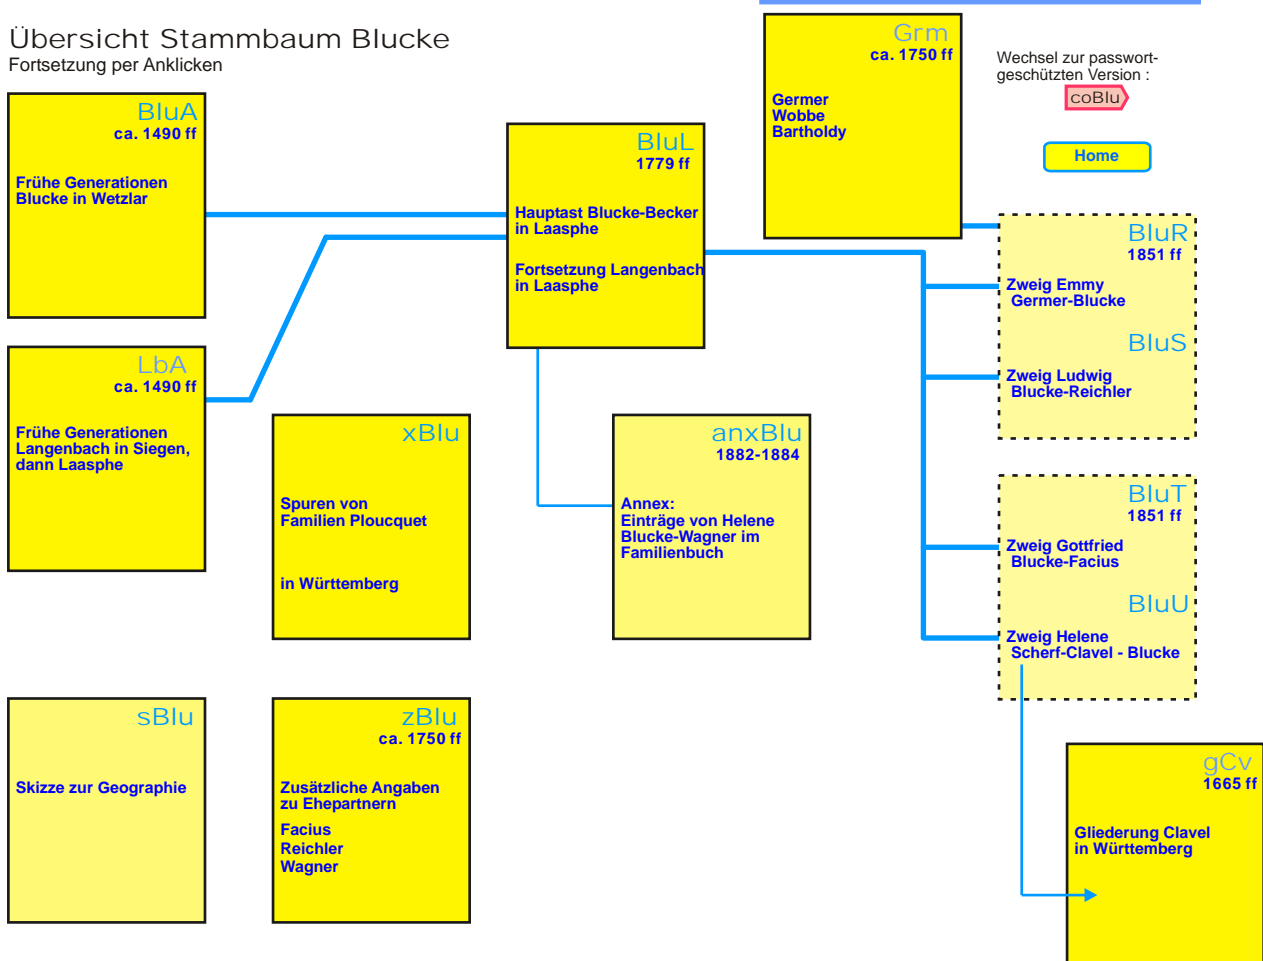 Übersicht Stammbaum Blucke
Fortsetzung per Anklicken
BluA
ca. 1490 ff
Frühe Generationen
Blucke in Wetzlar
LbA
ca. 1490 ff
Frühe Generationen
Langenbach in Siegen,
dann Laasphe
BluL
1779 ff
Hauptast Blucke-Becker
in Laasphe
Fortsetzung Langenbach
in Laasphe
Grm
ca. 1750 ff
Germer
Wobbe
Bartholdy
Wechsel zur passwort-
geschützten Version :
coBlu
Home
BluR
1851 ff
Zweig Emmy
Germer-Blucke
BluS
Zweig Ludwig
Blucke-Reichler
xBlu
Spuren von
Familien Ploucquet
in Württemberg
anxBlu
1882-1884
Annex:
Einträge von Helene
Blucke-Wagner im
Familienbuch
BluT
1851 ff
Zweig Gottfried
Blucke-Facius
BluU
Zweig Helene
Scherf-Clavel - Blucke
sBlu
Skizze zur Geographie
zBlu
ca. 1750 ff
Zusätzliche Angaben
zu Ehepartnern
Facius
Reichler
Wagner
gCv
1665 ff
Gliederung Clavel
in Württemberg